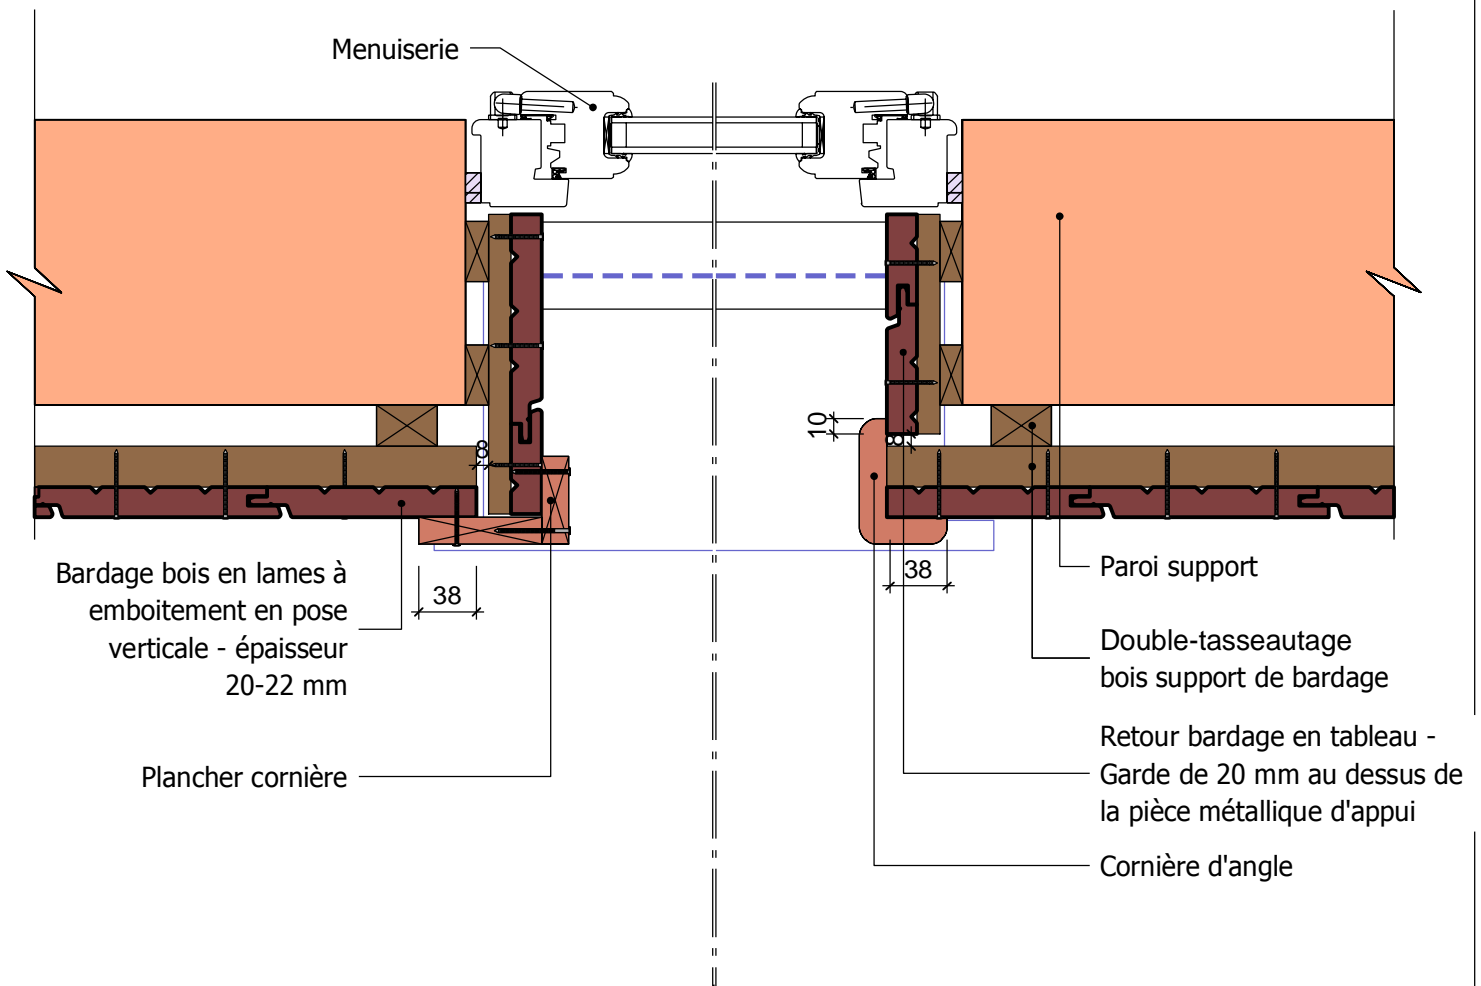 Menuiserie
10
8
8
38
38
Bardage bois en lames à
emboitement en pose
verticale - épaisseur
20-22 mm
Plancher cornière
Paroi support
Double-tasseautage
bois support de bardage
Retour bardage en tableau -
Garde de 20 mm au dessus de
la pièce métallique d'appui
Cornière d'angle